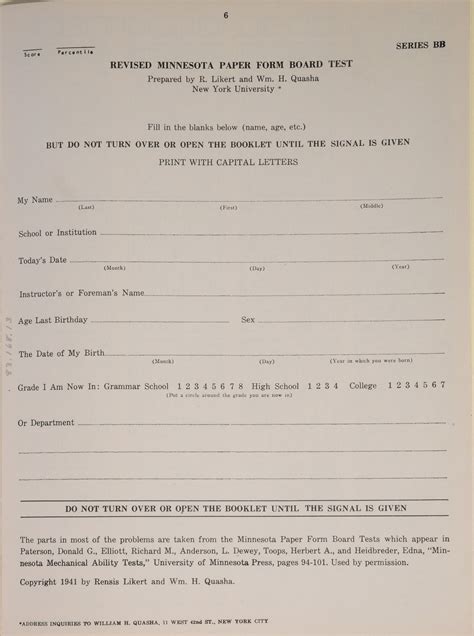 6
Score Percentile
SERIES BB
REVISED MINNESOTA PAPER FORM BOARD TEST
Prepared by R. Likert and Wm. H. Quasha
New York University *
Fill in the blanks below (name, age, etc.)
BUT DO NOT TURN OVER OR OPEN THE BOOKLET UNTIL THE SIGNAL IS GIVEN
PRINT WITH CAPITAL LETTERS
My Name
(Last) (First) (Middle)
School or Institution
Today's Date
(Month) (Day) (Year)
Instructor's or Foreman's Name
Age Last Birthday Sex
The Date of My Birth
(Month) (Day) (Year in which you were born)
Grade I Am Now In: Grammar School 1 2 3 4 5 6 7 8 High School 1 2 3 4 College 1 2 3 4 5 6 7
(Put a circle around the grade you are now in)
Or Department
DO NOT TURN OVER OR OPEN THE BOOKLET UNTIL THE SIGNAL IS GIVEN
The parts in most of the problems are taken from the Minnesota Paper Form Board Tests which appear in
Paterson, Donald G., Elliott, Richard M., Anderson, L. Dewey, Toops, Herbert A., and Heidbreder, Edna, "Min-
nesota Mechanical Ability Tests," University of Minnesota Press, pages 94-101. Used by permission.
Copyright 1941 by Rensis Likert and Wm. H. Quasha.
*ADDRESS INQUIRIES TO WILLIAM H. QUASHA, 11 WEST 42nd ST., NEW YORK CITY